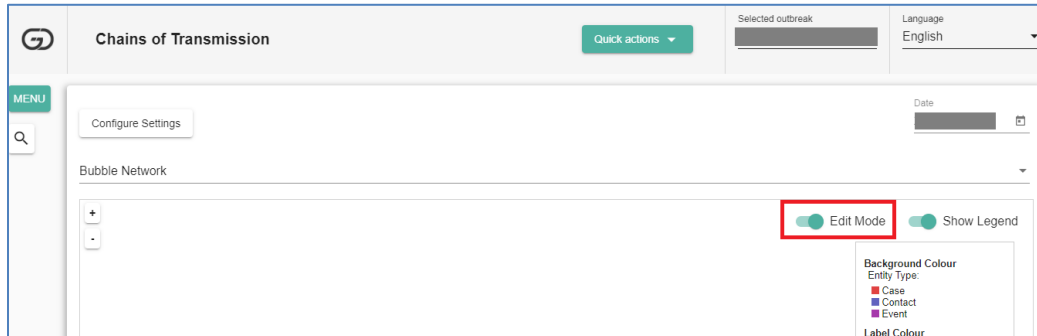 Chains of Transmission
Quick actions
Selected outbreak
Language
English
MENU
Configure Settings
Date
Bubble Network
+
-
Edit Mode
Show Legend
Background Colour
Entity Type:
Case
Contact
Event
Label Colour